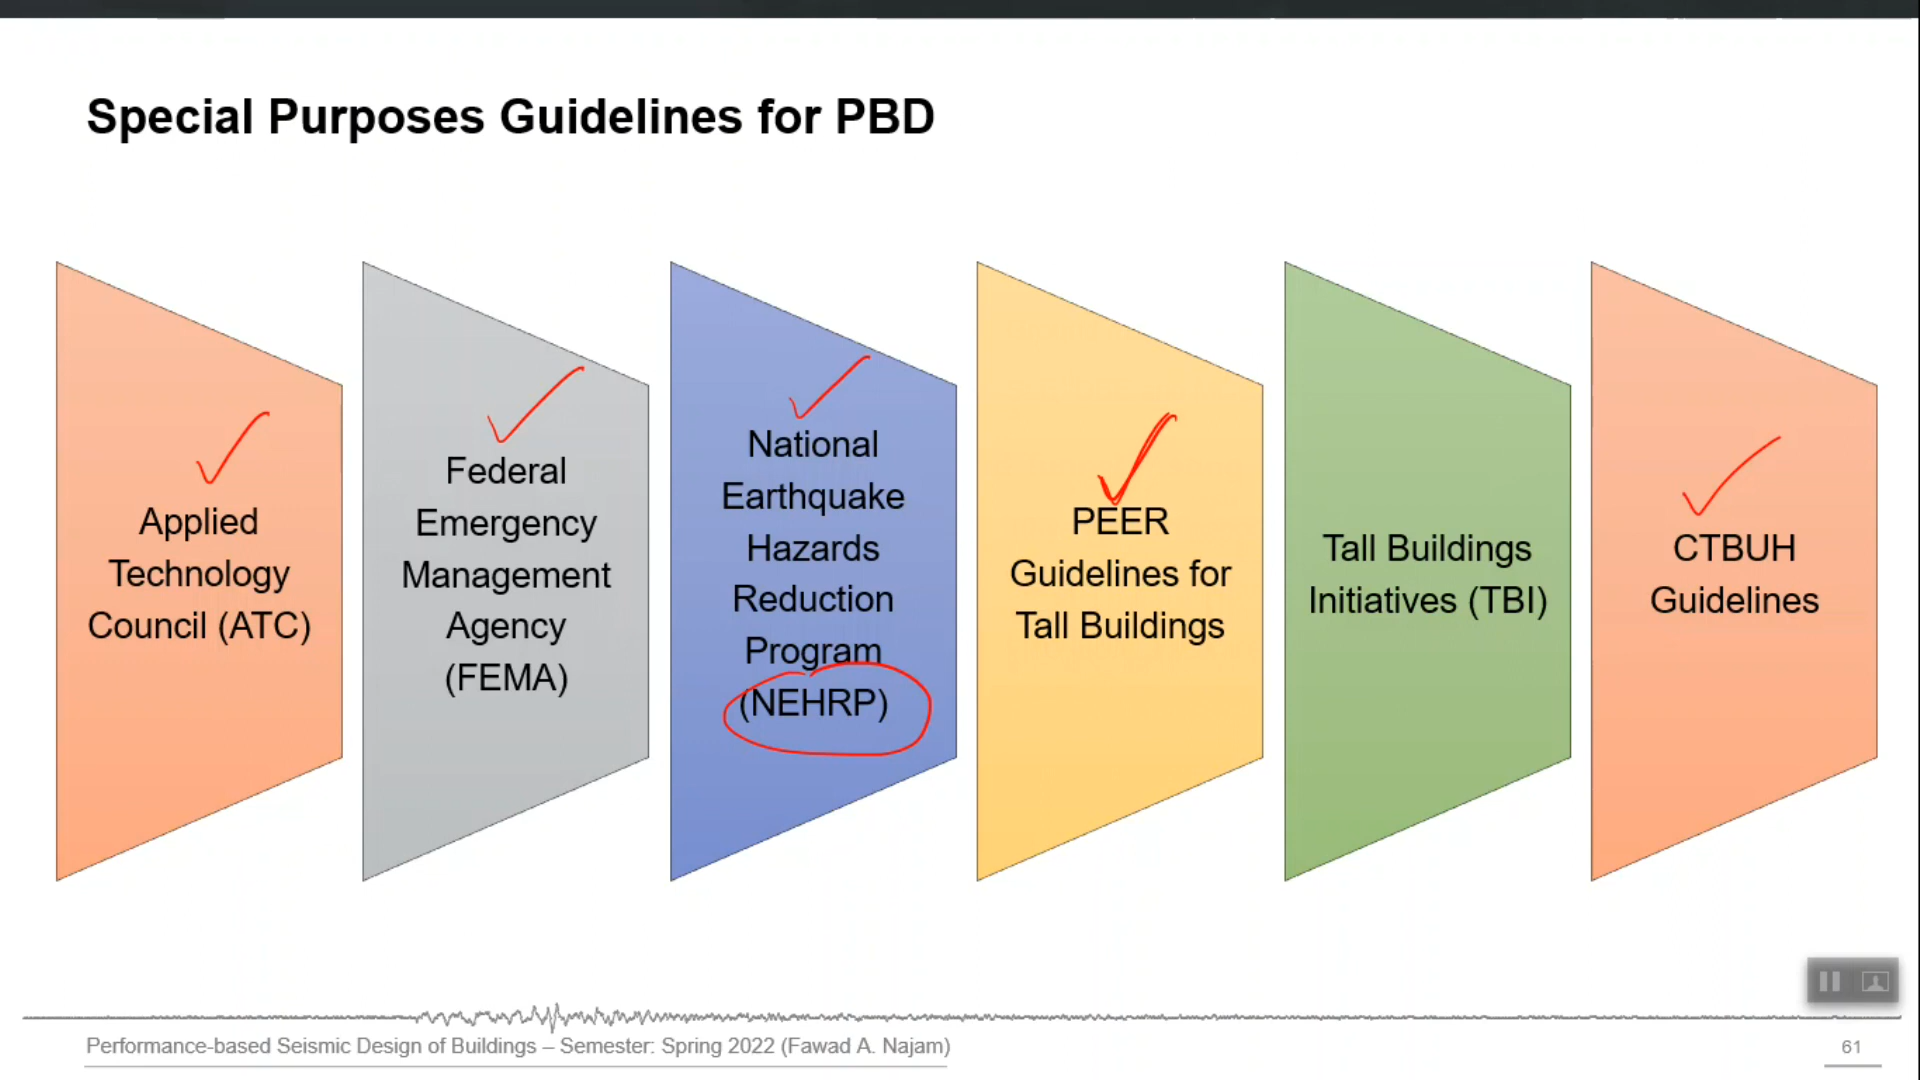 Special Purposes Guidelines for PBD
Applied
Technology
Council (ATC)
Federal
Emergency
Management
Agency
(FEMA)
National
Earthquake
Hazards
Reduction
Program
(NEHRP)
PEER
Guidelines for
Tall Buildings
Tall Buildings
Initiatives (TBI)
CTBUH
Guidelines
Performance-based Seismic Design of Buildings – Semester: Spring 2022 (Fawad A. Najam)
61